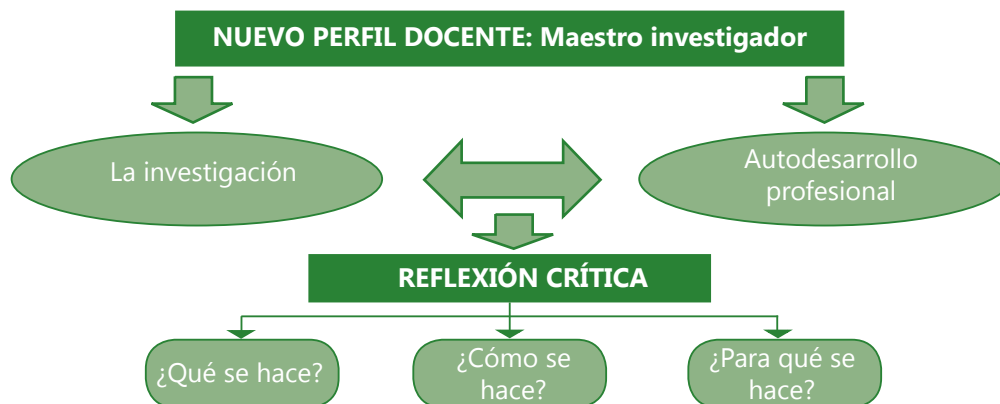 NUEVO PERFIL DOCENTE: Maestro investigador
La investigación
Autodesarrollo
profesional
REFLEXIÓN CRÍTICA
¿Qué se hace?
¿Cómo se
hace?
¿Para qué se
hace?